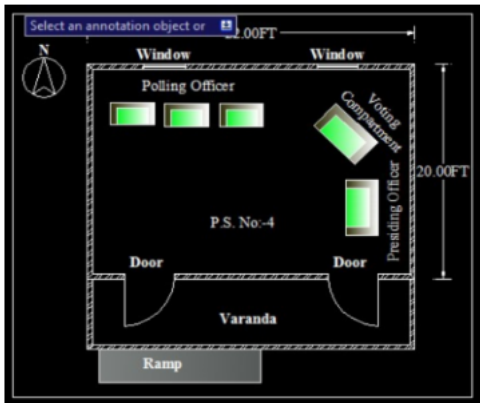 Select an annotation object or
22.00FT
N
Window
Window
Polling Officer
Voting
Compartment
20.00FT
Presiding Officer
P.S. No:-4
Door
Door
Varanda
Ramp